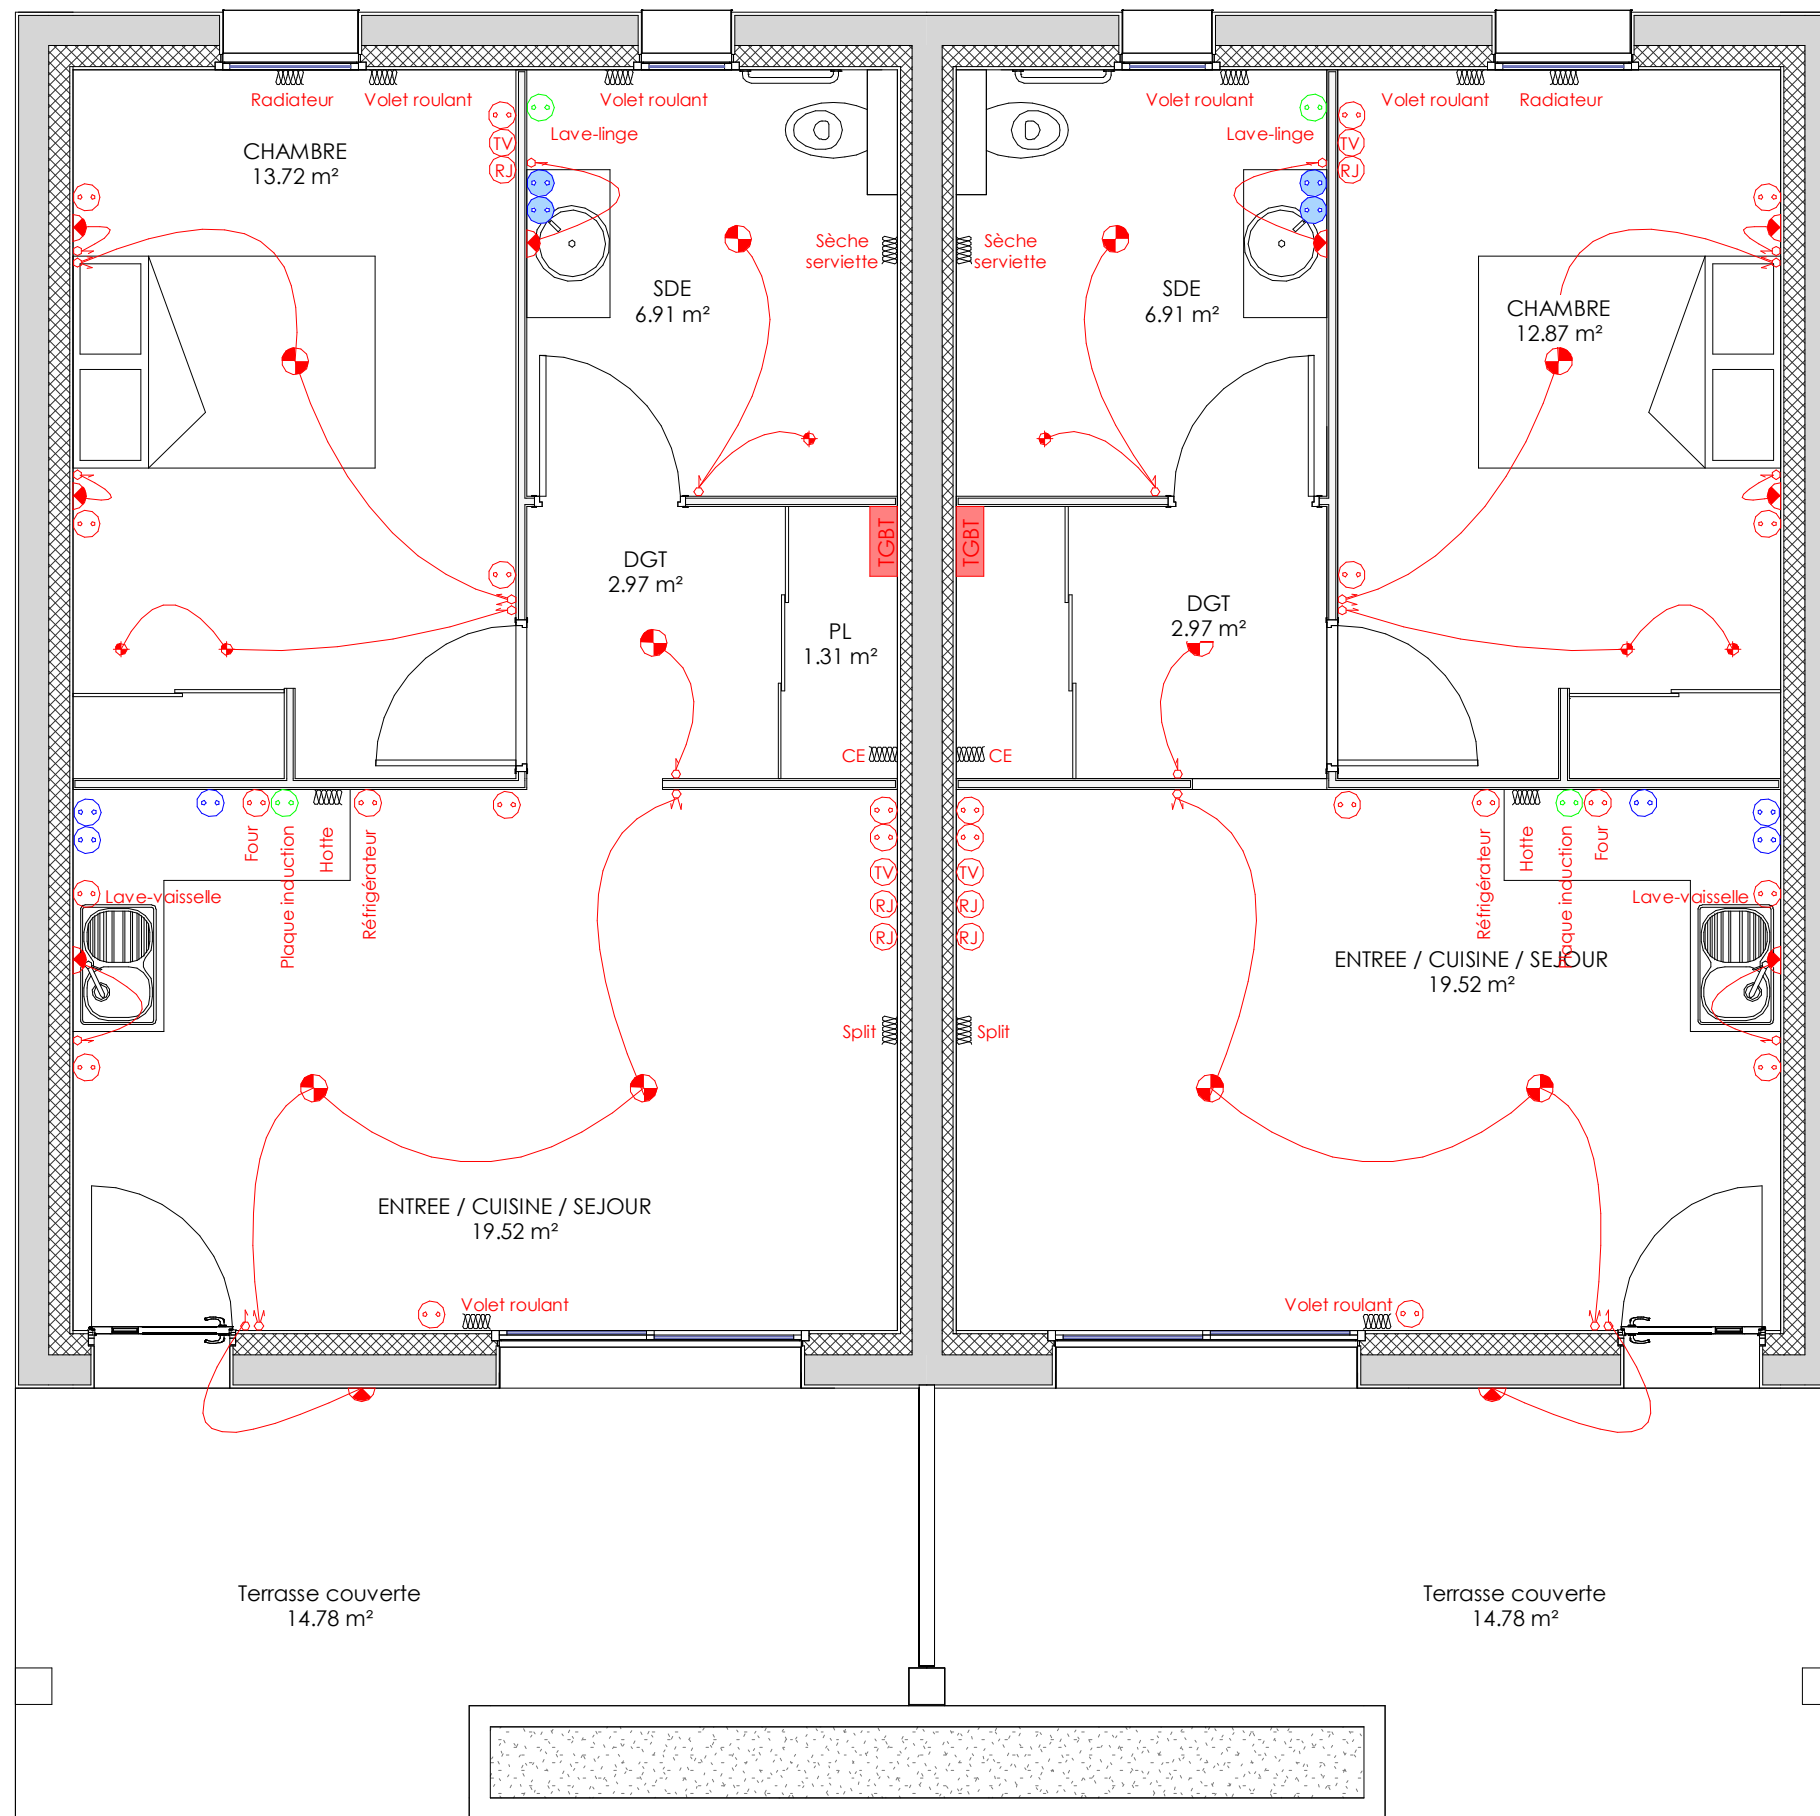 Radiateur
Volet roulant
Volet roulant
Volet roulant
Volet roulant
Radiateur
TV
RJ
Lave-linge
Lave-linge
TV
RJ
CHAMBRE
13.72 m²
Sèche
serviette
Sèche
serviette
SDE
6.91 m²
SDE
6.91 m²
CHAMBRE
12.87 m²
TGBT
TGBT
DGT
2.97 m²
PL
1.31 m²
DGT
2.97 m²
CE
CE
Four
Plaque induction
Hotte
Réfrigérateur
Lave-vaisselle
TV
RJ
RJ
TV
RJ
RJ
Réfrigérateur
Hotte
Plaque induction
Four
Lave-vaisselle
ENTREE / CUISINE / SEJOUR
19.52 m²
Split
Split
ENTREE / CUISINE / SEJOUR
19.52 m²
Volet roulant
Volet roulant
Terrasse couverte
14.78 m²
Terrasse couverte
14.78 m²